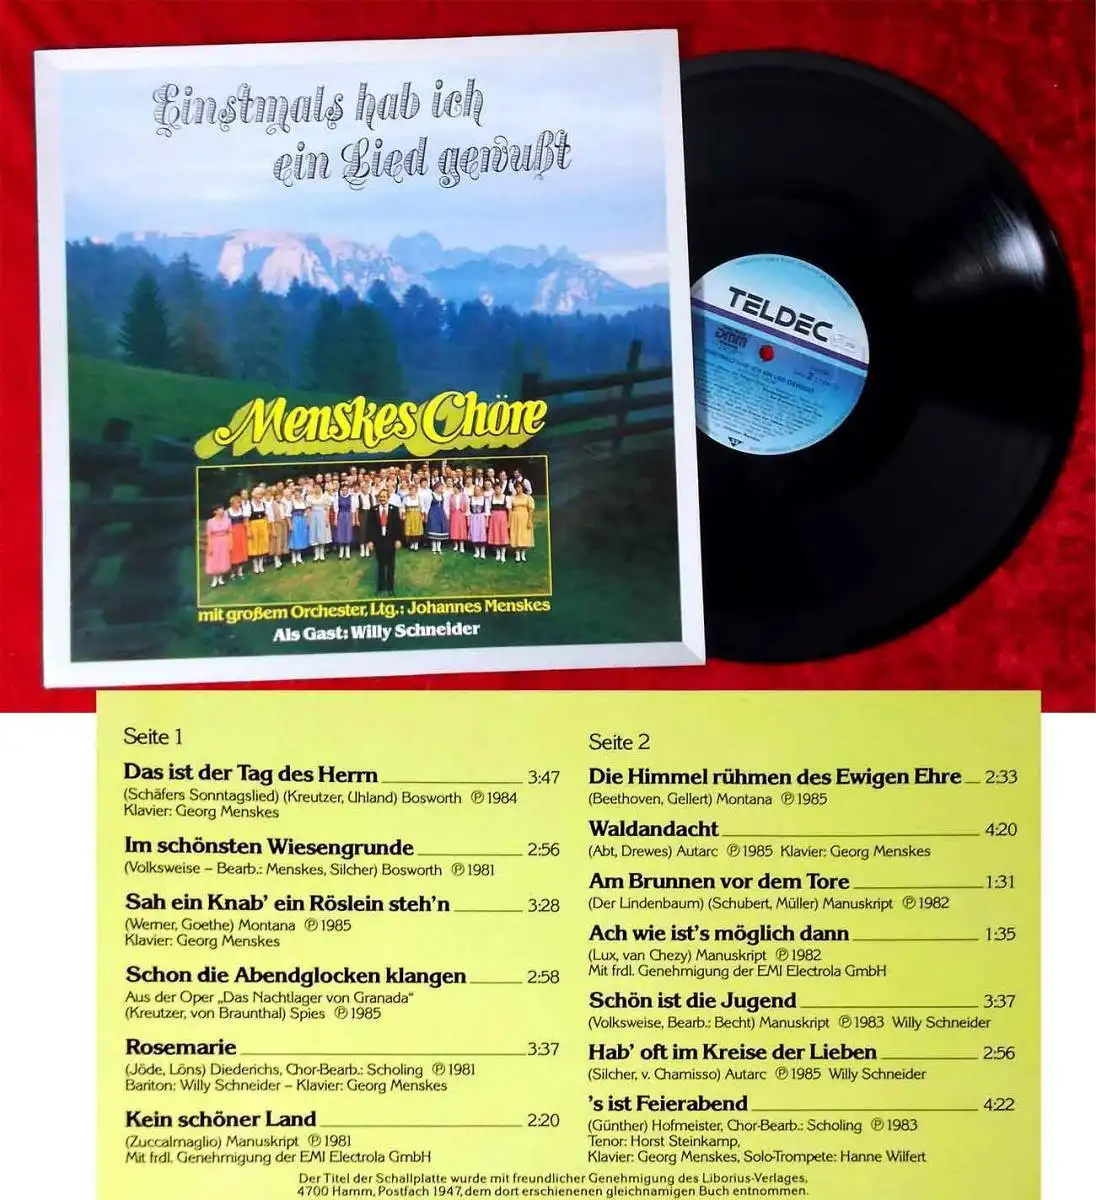 Einstmals hab ich
ein Lied gewußt
Menskes Chöre
mit großem Orchester, Ltg.: Johannes Menskes
Als Gast: Willy Schneider
TELDEC
DMM
2
Seite 1
Das ist der Tag des Herrn 3:47
(Schäfers Sonntagslied) (Kreutzer, Uhland) Bosworth ℗ 1984
Klavier: Georg Menskes
Im schönsten Wiesengrunde 2:56
(Volksweise – Bearb.: Menskes, Silcher) Bosworth ℗ 1981
Sah ein Knab' ein Röslein steh'n 3:28
(Werner, Goethe) Montana ℗ 1985
Klavier: Georg Menskes
Schon die Abendglocken klangen 2:58
Aus der Oper „Das Nachtlager von Granada“
(Kreutzer, von Braunthal) Spies ℗ 1985
Rosemarie 3:37
(Jöde, Löns) Diederichs, Chor-Bearb.: Scholing ℗ 1981
Bariton: Willy Schneider – Klavier: Georg Menskes
Kein schöner Land 2:20
(Zuccalmaglio) Manuskript ℗ 1981
Mit frdl. Genehmigung der EMI Electrola GmbH
Seite 2
Die Himmel rühmen des Ewigen Ehre 2:33
(Beethoven, Gellert) Montana ℗ 1985
Waldandacht 4:20
(Abt, Drewes) Autarc ℗ 1985 Klavier: Georg Menskes
Am Brunnen vor dem Tore 1:31
(Der Lindenbaum) (Schubert, Müller) Manuskript ℗ 1982
Ach wie ist's möglich dann 1:35
(Lux, van Chezy) Manuskript ℗ 1982
Mit frdl. Genehmigung der EMI Electrola GmbH
Schön ist die Jugend 3:37
(Volksweise, Bearb.: Becht) Manuskript ℗ 1983 Willy Schneider
Hab' oft im Kreise der Lieben 2:56
(Silcher, v. Chamisso) Autarc ℗ 1985 Willy Schneider
's ist Feierabend 4:22
(Günther) Hofmeister, Chor-Bearb.: Scholing ℗ 1983
Tenor: Horst Steinkamp,
Klavier: Georg Menskes, Solo-Trompete: Hanne Wilfert
Der Titel der Schallplatte wurde mit freundlicher Genehmigung des Liborius-Verlages,
4700 Hamm, Postfach 1947, dem dort erschienenen gleichnamigen Buch entnommen.